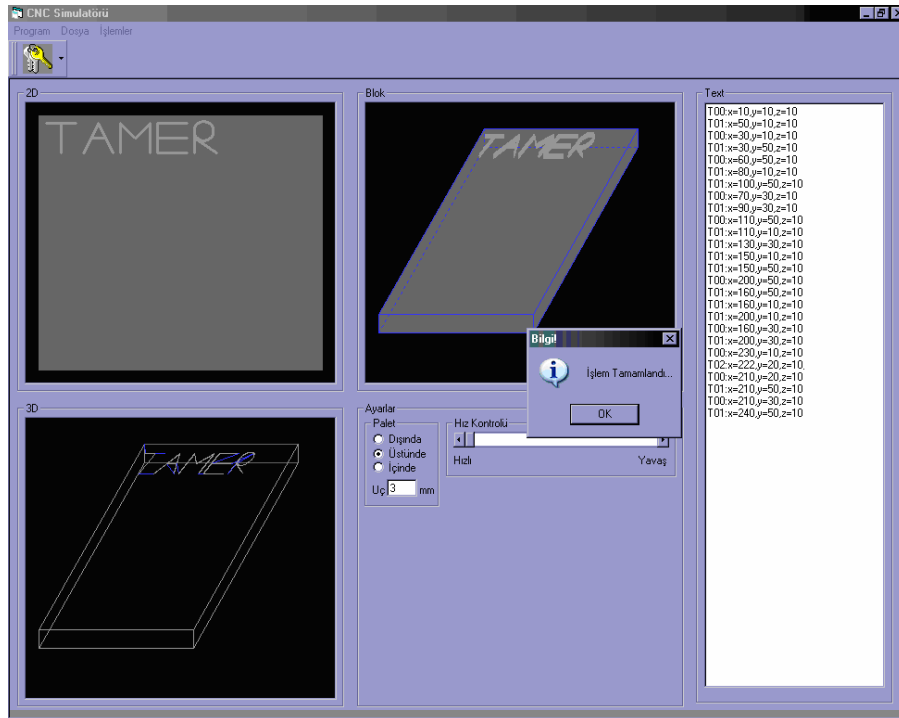 CNC Simulatörü
Program Dosya İşlemler
2D
TAMER
Blok
TAMER
Text
T00:x=10,y=10,z=10
T01:x=50,y=10,z=10
T00:x=30,y=10,z=10
T01:x=30,y=50,z=10
T00:x=60,y=50,z=10
T01:x=80,y=10,z=10
T01:x=100,y=50,z=10
T00:x=70,y=30,z=10
T01:x=90,y=30,z=10
T00:x=110,y=50,z=10
T01:x=110,y=10,z=10
T01:x=130,y=30,z=10
T01:x=150,y=10,z=10
T01:x=150,y=50,z=10
T00:x=200,y=50,z=10
T01:x=160,y=50,z=10
T01:x=160,y=10,z=10
T01:x=200,y=10,z=10
T00:x=160,y=30,z=10
T01:x=200,y=30,z=10
T00:x=230,y=10,z=10
T02:x=222,y=20,z=10,
T00:x=210,y=20,z=10
T01:x=210,y=50,z=10
T00:x=210,y=30,z=10
T01:x=240,y=50,z=10
Bilgi!
İşlem Tamamlandı...
OK
3D
TAMER
Ayarlar
Palet
Dışında
Üstünde
İçinde
Uç 3 mm
Hız Kontrolü
Hızlı Yavaş